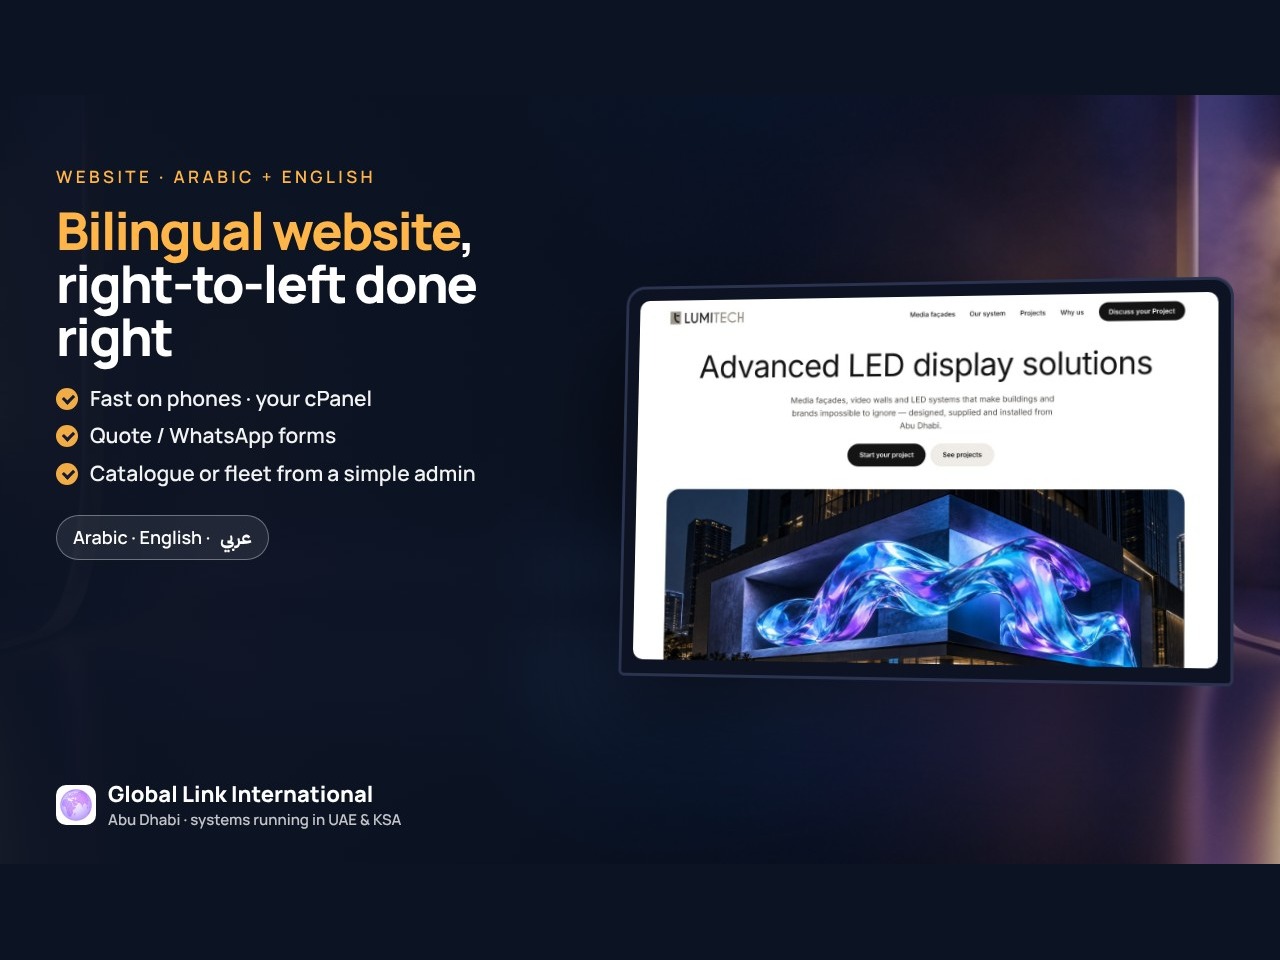 WEBSITE · ARABIC + ENGLISH
Bilingual website,
right-to-left done
right
Fast on phones · your cPanel
Quote / WhatsApp forms
Catalogue or fleet from a simple admin
Arabic · English · عربي
LUMITECH
Media façades Our system Projects Why us Discuss your Project
Advanced LED display solutions
Media façades, video walls and LED systems that make buildings and
brands impossible to ignore — designed, supplied and installed from
Abu Dhabi.
Start your project See projects
Global Link International
Abu Dhabi · systems running in UAE & KSA